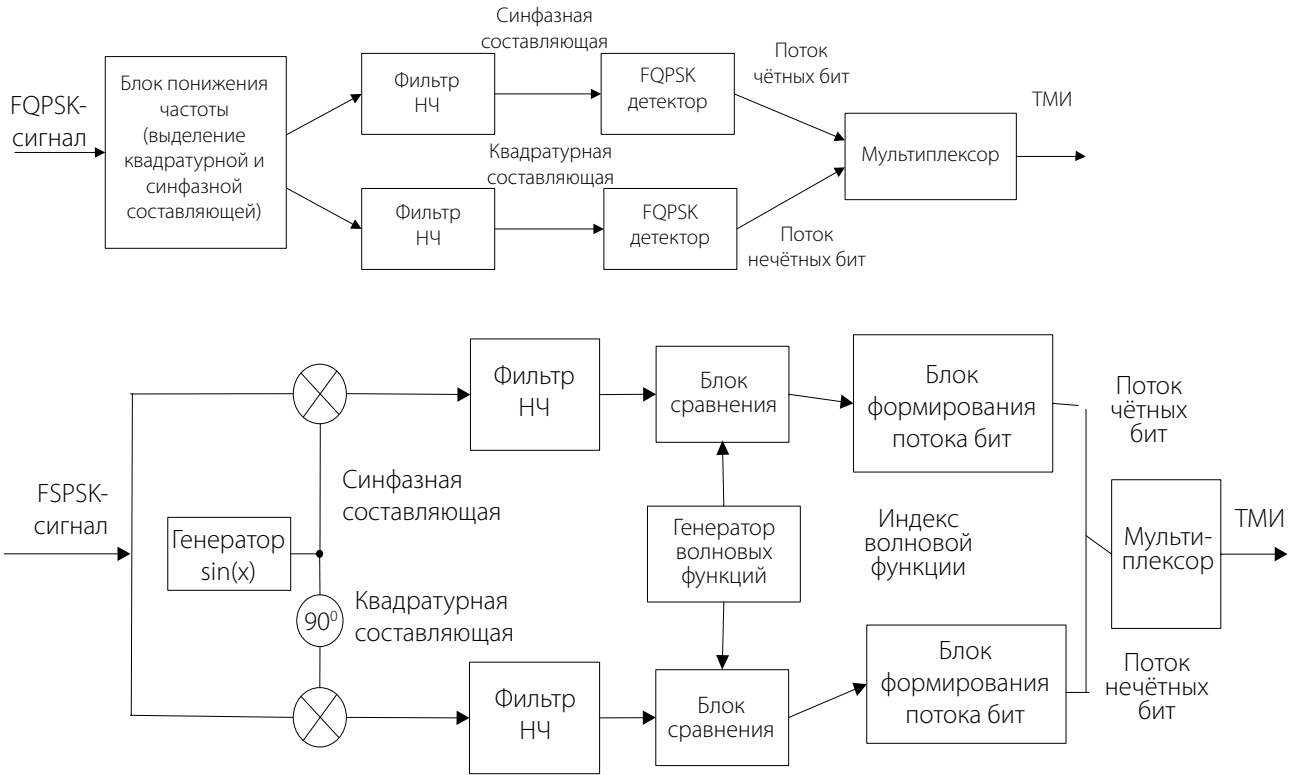 FQPSK-
сигнал
Блок понижения
частоты
(выделение
квадратурной и
синфазной
составляющей)
Фильтр
НЧ
Синфазная
составляющая
FQPSK
детектор
Поток
чётных бит
Фильтр
НЧ
Квадратурная
составляющая
FQPSK
детектор
Поток
нечётных бит
Мультиплексор
ТМИ
FSPSK-
сигнал
Генератор
sin(x)
Синфазная
составляющая
90⁰
Квадратурная
составляющая
Фильтр
НЧ
Блок
сравнения
Блок
формирования
потока бит
Поток
чётных
бит
Генератор
волновых
функций
Индекс
волновой
функции
Фильтр
НЧ
Блок
сравнения
Блок
формирования
потока бит
Поток
нечётных
бит
Мульти-
плексор
ТМИ